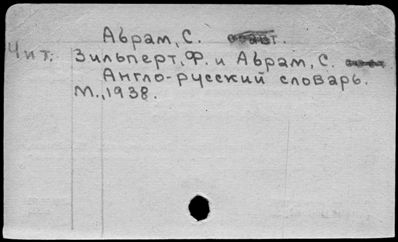 Абрам, С.
Чит. Зильперт, Ф. и Абрам, С.
Англо-русский словарь.
М., 1938.